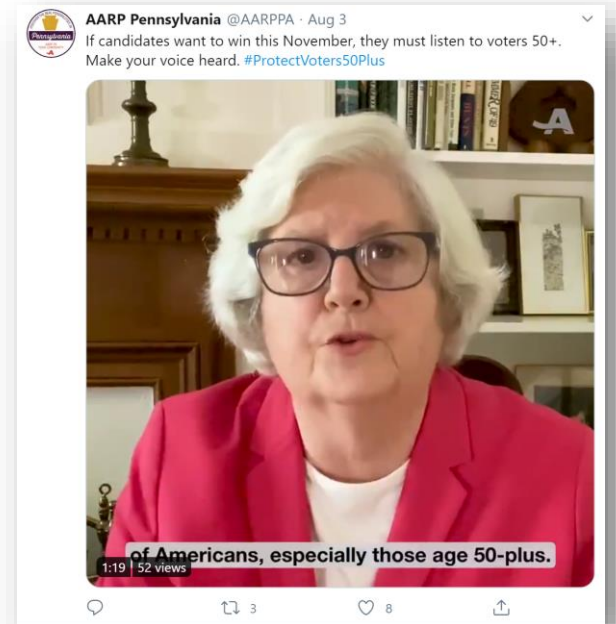 AARP Pennsylvania @AARPPA · Aug 3
If candidates want to win this November, they must listen to voters 50+.
Make your voice heard. #ProtectVoters50Plus
Pennsylvania
A
of Americans, especially those age 50-plus.
1:19 52 views
3 8